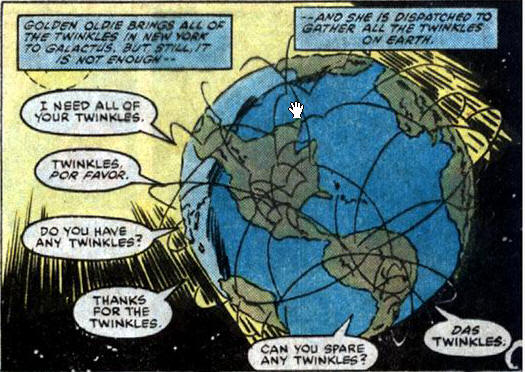 GOLDEN OLDIE BRINGS ALL OF
THE TWINKLES IN NEW YORK
TO GALACTUS, BUT STILL, IT
IS NOT ENOUGH--
--AND SHE IS DISPATCHED TO
GATHER ALL THE TWINKLES
ON EARTH.
I NEED ALL OF
YOUR TWINKLES.
TWINKLES,
POR FAVOR.
DO YOU HAVE
ANY TWINKLES?
THANKS
FOR THE
TWINKLES.
CAN YOU SPARE
ANY TWINKLES?
DAS
TWINKLES.